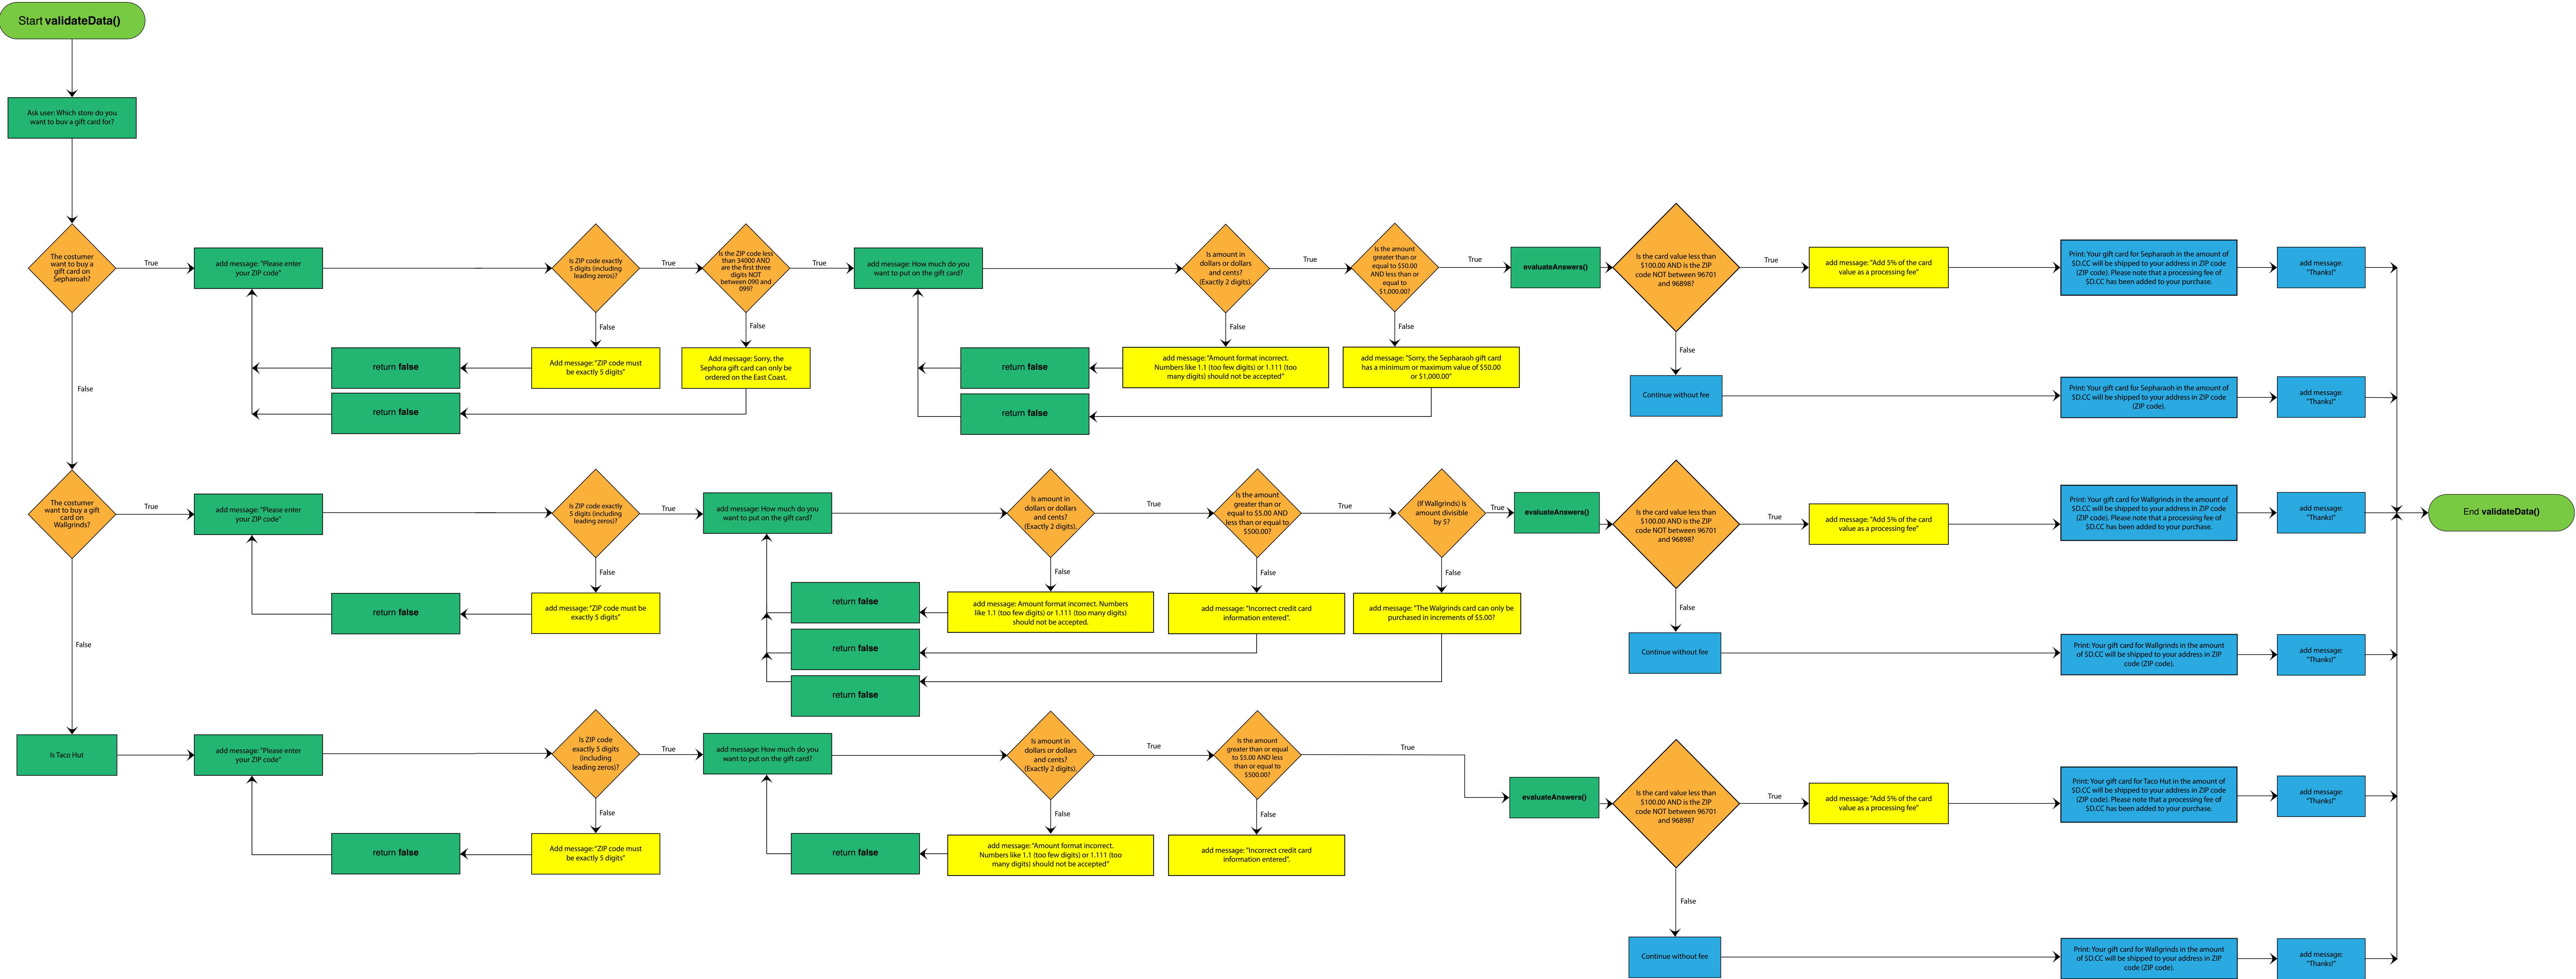 Start validateData()
Ask user: Which store do you
want to buv a gift card for?
The costumer
want to buy a
gift card on
Sepharoah?
True
add message: "Please enter
your ZIP code"
Is ZIP code exactly
5 digits (including
leading zeros)?
True
Is the ZIP code less
than 34000 AND
are the first three
digits NOT
between 090 and
099?
True
add message: How much do you
want to put on the gift card?
Is amount in
dollars or dollars
and cents?
(Exactly 2 digits).
True
Is the amount
greater than or
equal to $50.00
AND less than or
equal to
$1,000.00?
True
evaluateAnswers()
Is the card value less than
$100.00 AND is the ZIP
code NOT between 96701
and 96898?
True
add message: "Add 5% of the card
value as a processing fee"
Print: Your gift card for Sepharoah in the amount of
$D.CC will be shipped to your address in ZIP code
(ZIP code). Please note that a processing fee of
$D.CC has been added to your purchase.
add message:
"Thanks!"
False
False
False
False
False
return false
Add message: "ZIP code must
be exactly 5 digits"
Add message: Sorry, the
Sephora gift card can only be
ordered on the East Coast.
return false
return false
add message: "Amount format incorrect.
Numbers like 1.1 (too few digits) or 1.111 (too
many digits) should not be accepted"
add message: "Sorry, the Sepharaoh gift card
has a minimum or maximum value of $50.00
or $1,000.00"
return false
Continue without fee
Print: Your gift card for Sepharaoh in the amount of
$D.CC will be shipped to your address in ZIP code
(ZIP code).
add message:
"Thanks!"
False
The costumer
want to buy a gift
card on
Wallgrinds?
True
add message: "Please enter
your ZIP code"
Is ZIP code exactly
5 digits (including
leading zeros)?
True
add message: How much do you
want to put on the gift card?
Is amount in
dollars or dollars
and cents?
(Exactly 2 digits).
True
Is the amount
greater than or
equal to $5.00 AND
less than or equal to
$500.00?
True
(If Wallgrinds) Is
amount divisible
by 5?
True
evaluateAnswers()
Is the card value less than
$100.00 AND is the ZIP
code NOT between 96701
and 96898?
True
add message: "Add 5% of the card
value as a processing fee"
Print: Your gift card for Wallgrinds in the amount of
$D.CC will be shipped to your address in ZIP code
(ZIP code). Please note that a processing fee of
$D.CC has been added to your purchase.
add message:
"Thanks!"
End validateData()
False
False
False
False
False
return false
add message: "ZIP code must be
exactly 5 digits"
return false
add message: Amount format incorrect. Numbers
like 1.1 (too few digits) or 1.111 (too many digits)
should not be accepted.
add message: "Incorrect credit card
information entered".
add message: "The Walgrinds card can only be
purchased in increments of $5.00?
return false
return false
Continue without fee
Print: Your gift card for Wallgrinds in the amount
of $D.CC will be shipped to your address in ZIP
code (ZIP code).
add message:
"Thanks!"
False
Is Taco Hut
add message: "Please enter
your ZIP code"
Is ZIP code
exactly 5 digits
(including
leading zeros)?
True
add message: How much do you
want to put on the gift card?
Is amount in
dollars or dollars
and cents?
(Exactly 2 digits).
True
Is the amount
greater than or equal
to $5.00 AND less
than or equal to
$500.00?
True
evaluateAnswers()
Is the card value less than
$100.00 AND is the ZIP
code NOT between 96701
and 96898?
True
add message: "Add 5% of the card
value as a processing fee"
Print: Your gift card for Taco Hut in the amount of
$D.CC will be shipped to your address in ZIP code
(ZIP code). Please note that a processing fee of
$D.CC has been added to your purchase.
add message:
"Thanks!"
False
False
False
False
return false
Add message: "ZIP code must
be exactly 5 digits"
return false
add message: "Amount format incorrect.
Numbers like 1.1 (too few digits) or 1.111 (too
many digits) should not be accepted"
add message: "Incorrect credit card
information entered".
Continue without fee
Print: Your gift card for Wallgrinds in the amount
of $D.CC will be shipped to your address in ZIP
code (ZIP code).
add message:
"Thanks!"